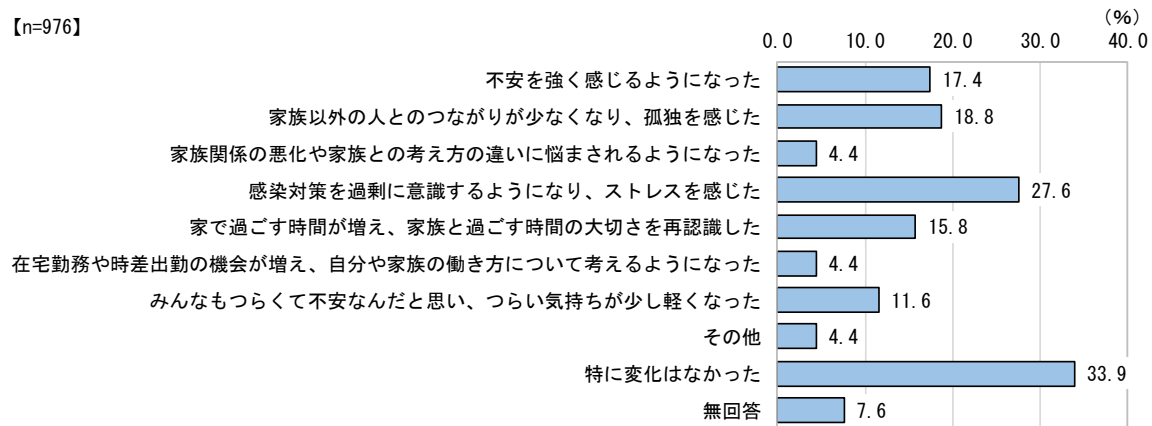 【n=976】
（%）
0.0 10.0 20.0 30.0 40.0
不安を強く感じるようになった 17.4
家族以外の人とのつながりが少なくなり、孤独を感じた 18.8
家族関係の悪化や家族との考え方の違いに悩まされるようになった 4.4
感染対策を過剰に意識するようになり、ストレスを感じた 27.6
家で過ごす時間が増え、家族と過ごす時間の大切さを再認識した 15.8
在宅勤務や時差出勤の機会が増え、自分や家族の働き方について考えるようになった 4.4
みんなもつらくて不安なんだと思い、つらい気持ちが少し軽くなった 11.6
その他 4.4
特に変化はなかった 33.9
無回答 7.6